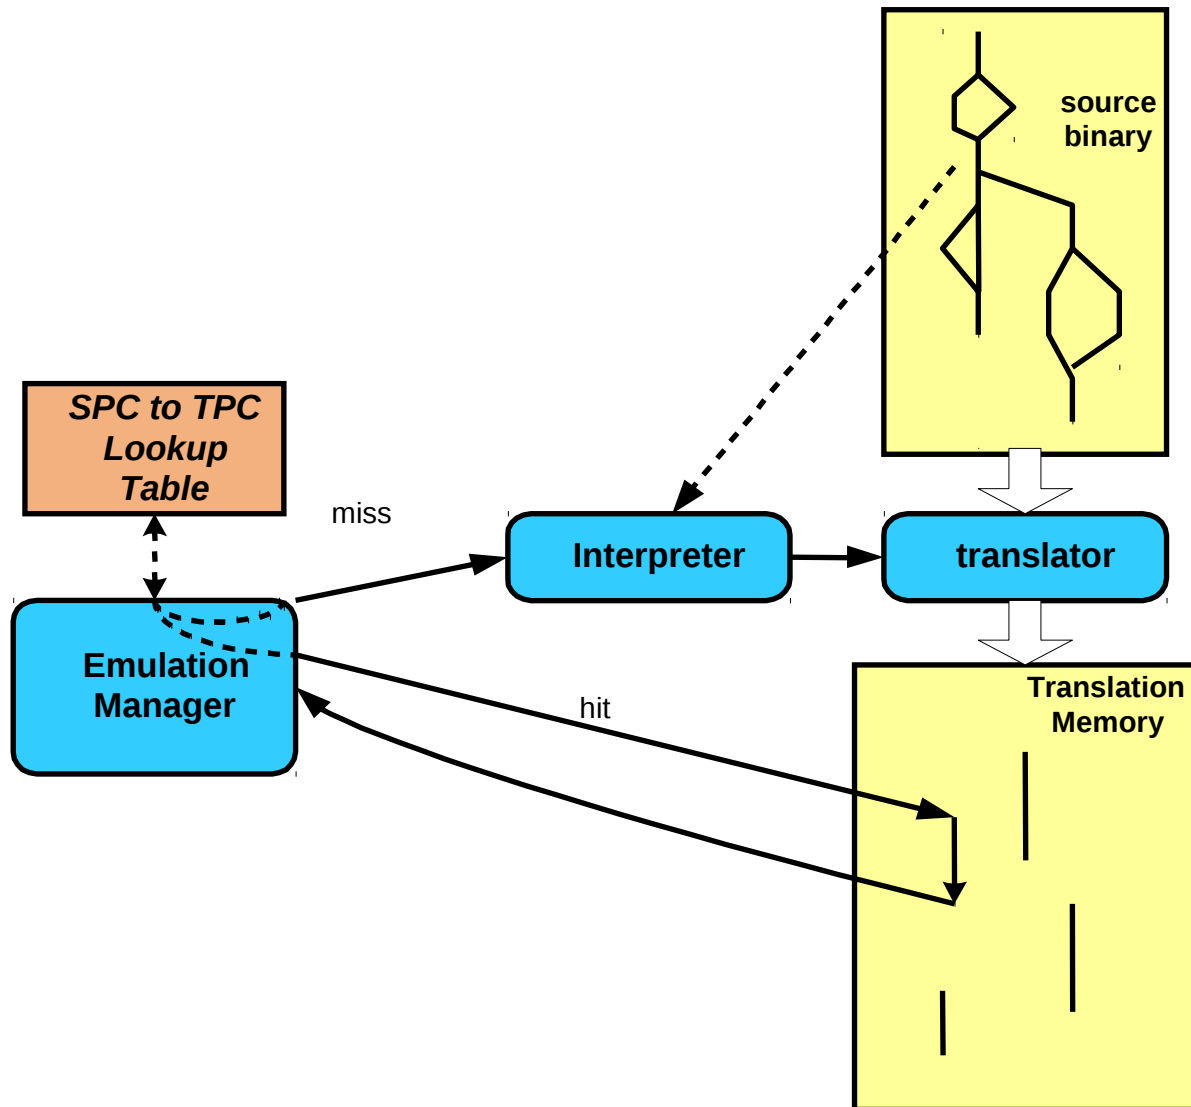 source
binary
SPC to TPC
Lookup
Table
miss
Interpreter
translator
Emulation
Manager
hit
Translation
Memory